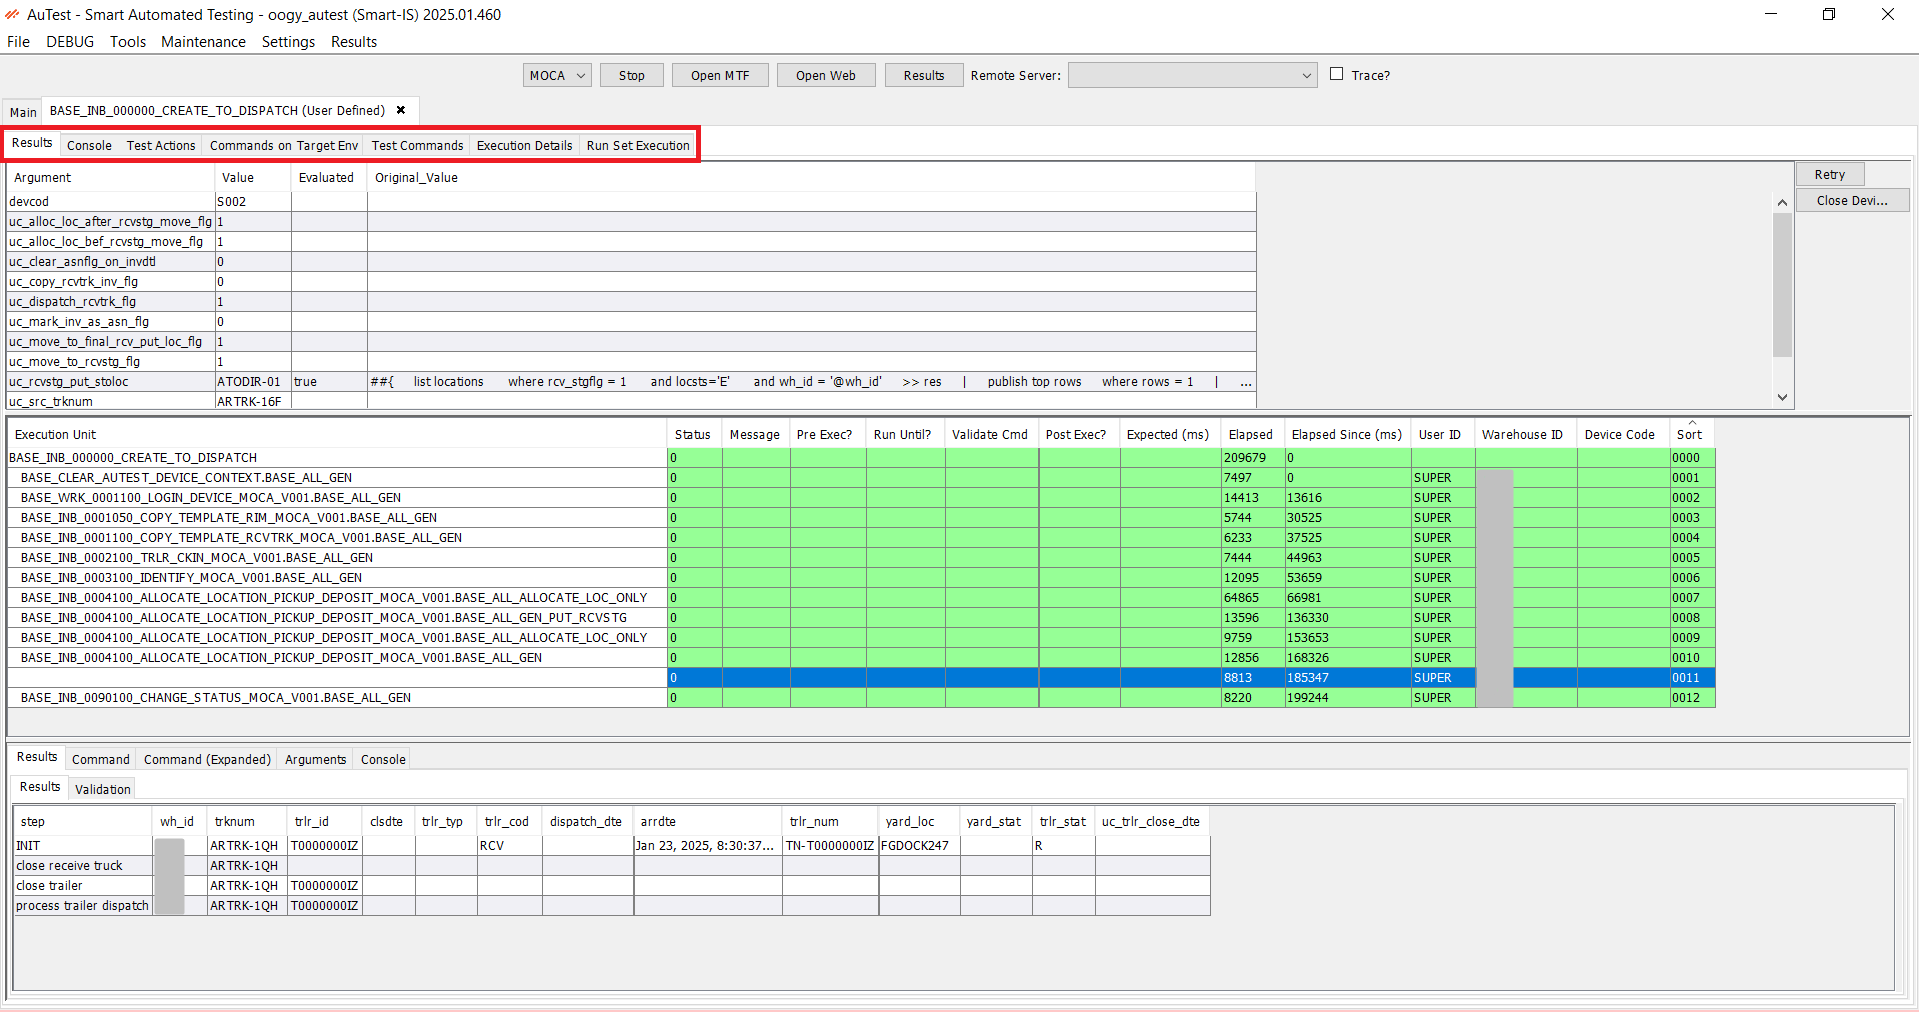 AuTest - Smart Automated Testing - oogy_autest (Smart-IS) 2025.01.460
File DEBUG Tools Maintenance Settings Results
MOCA Stop Open MTF Open Web Results Remote Server: Trace?
Main BASE_INB_000000_CREATE_TO_DISPATCH (User Defined)
Results Console Test Actions Commands on Target Env Test Commands Execution Details Run Set Execution
Argument Value Evaluated Original_Value
Retry
Close Devi...
devcod S002
uc_alloc_loc_after_rcvstg_move_flg 1
uc_alloc_loc_bef_rcvstg_move_flg 1
uc_clear_asnflg_on_invdtl 0
uc_copy_rcvtrk_inv_flg 0
uc_dispatch_rcvtrk_flg 1
uc_mark_inv_as_asn_flg 0
uc_move_to_final_rcv_put_loc_flg 1
uc_move_to_rcvstg_flg 1
uc_rcvstg_put_stoloc ATODIR-01 true ##{ list locations where rcv_stgflg = 1 and locsts='E' and wh_id = '@wh_id' >> res | publish top rows where rows = 1 | ...
uc_src_trknum ARTRK-16F
Execution Unit Status Message Pre Exec? Run Until? Validate Cmd Post Exec? Expected (ms) Elapsed Elapsed Since (ms) User ID Warehouse ID Device Code Sort
BASE_INB_000000_CREATE_TO_DISPATCH 0 209679 0 0000
BASE_CLEAR_AUTEST_DEVICE_CONTEXT.BASE_ALL_GEN 0 7497 0 SUPER 0001
BASE_WRK_0001100_LOGIN_DEVICE_MOCA_V001.BASE_ALL_GEN 0 14413 13616 SUPER 0002
BASE_INB_0001050_COPY_TEMPLATE_RIM_MOCA_V001.BASE_ALL_GEN 0 5744 30525 SUPER 0003
BASE_INB_0001100_COPY_TEMPLATE_RCVTRK_MOCA_V001.BASE_ALL_GEN 0 6233 37525 SUPER 0004
BASE_INB_0002100_TRLR_CKIN_MOCA_V001.BASE_ALL_GEN 0 7444 44963 SUPER 0005
BASE_INB_0003100_IDENTIFY_MOCA_V001.BASE_ALL_GEN 0 12095 53659 SUPER 0006
BASE_INB_0004100_ALLOCATE_LOCATION_PICKUP_DEPOSIT_MOCA_V001.BASE_ALL_ALLOCATE_LOC_ONLY 0 64865 66981 SUPER 0007
BASE_INB_0004100_ALLOCATE_LOCATION_PICKUP_DEPOSIT_MOCA_V001.BASE_ALL_GEN_PUT_RCVSTG 0 13596 136330 SUPER 0008
BASE_INB_0004100_ALLOCATE_LOCATION_PICKUP_DEPOSIT_MOCA_V001.BASE_ALL_ALLOCATE_LOC_ONLY 0 9759 153653 SUPER 0009
BASE_INB_0004100_ALLOCATE_LOCATION_PICKUP_DEPOSIT_MOCA_V001.BASE_ALL_GEN 0 12856 168326 SUPER 0010
0 8813 185347 SUPER 0011
BASE_INB_0090100_CHANGE_STATUS_MOCA_V001.BASE_ALL_GEN 0 8220 199244 SUPER 0012
Results Command Command (Expanded) Arguments Console
Results Validation
step wh_id trknum trlr_id clsdte trlr_typ trlr_cod dispatch_dte arrdte trlr_num yard_loc yard_stat trlr_stat uc_trlr_close_dte
INIT ARTRK-1QH T0000000IZ RCV Jan 23, 2025, 8:30:37... TN-T0000000IZ FGDOCK247 R
close receive truck ARTRK-1QH
close trailer ARTRK-1QH T0000000IZ
process trailer dispatch ARTRK-1QH T0000000IZ